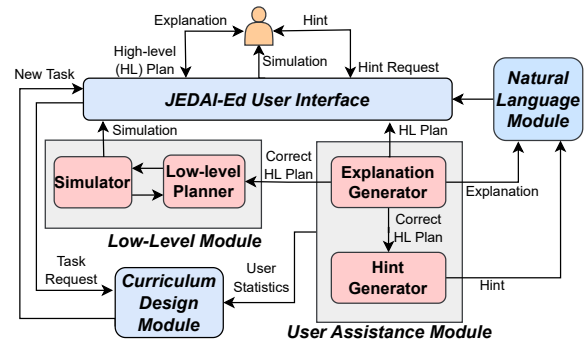 Explanation
Hint
High-level
(HL) Plan
Simulation
New Task
Hint Request
JEDAI-Ed User Interface
Natural
Language
Module
Simulation
HL Plan
Simulator
Low-level
Planner
Correct
HL Plan
Explanation
Generator
Explanation
Correct
HL Plan
Low-Level Module
Task
Request
User
Statistics
Hint
Generator
Hint
Curriculum
Design
Module
User Assistance Module